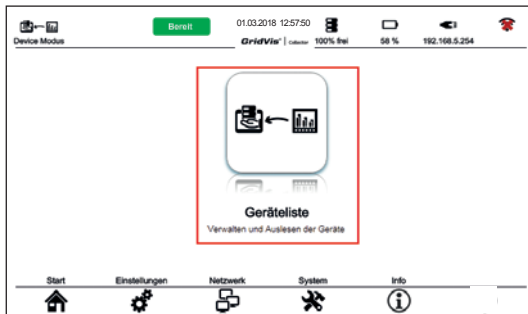 Bereit
01.03.2018 12:57:50
Device Modus
GridVis® | Collector
100% frei
58 %
192.168.5.254
Geräteliste
Verwalten und Auslesen der Geräte
Start
Einstellungen
Netzwerk
System
Info